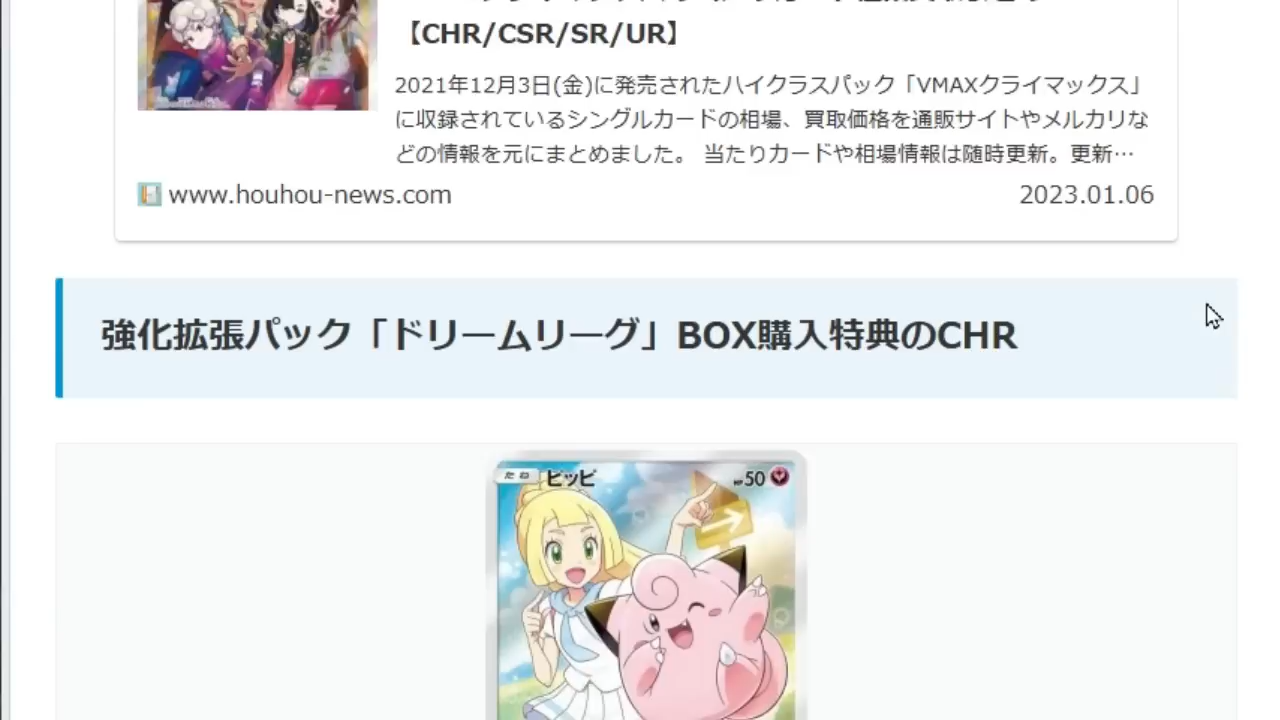 【CHR/CSR/SR/UR】
2021年12月3日(金)に発売されたハイクラスパック「VMAXクライマックス」
に収録されているシングルカードの相場、買取価格を通販サイトやメルカリな
どの情報を元にまとめました。 当たりカードや相場情報は随時更新。更新…
www.houhou-news.com
2023.01.06
強化拡張パック「ドリームリーグ」BOX購入特典のCHR
たね ピッピ HP50